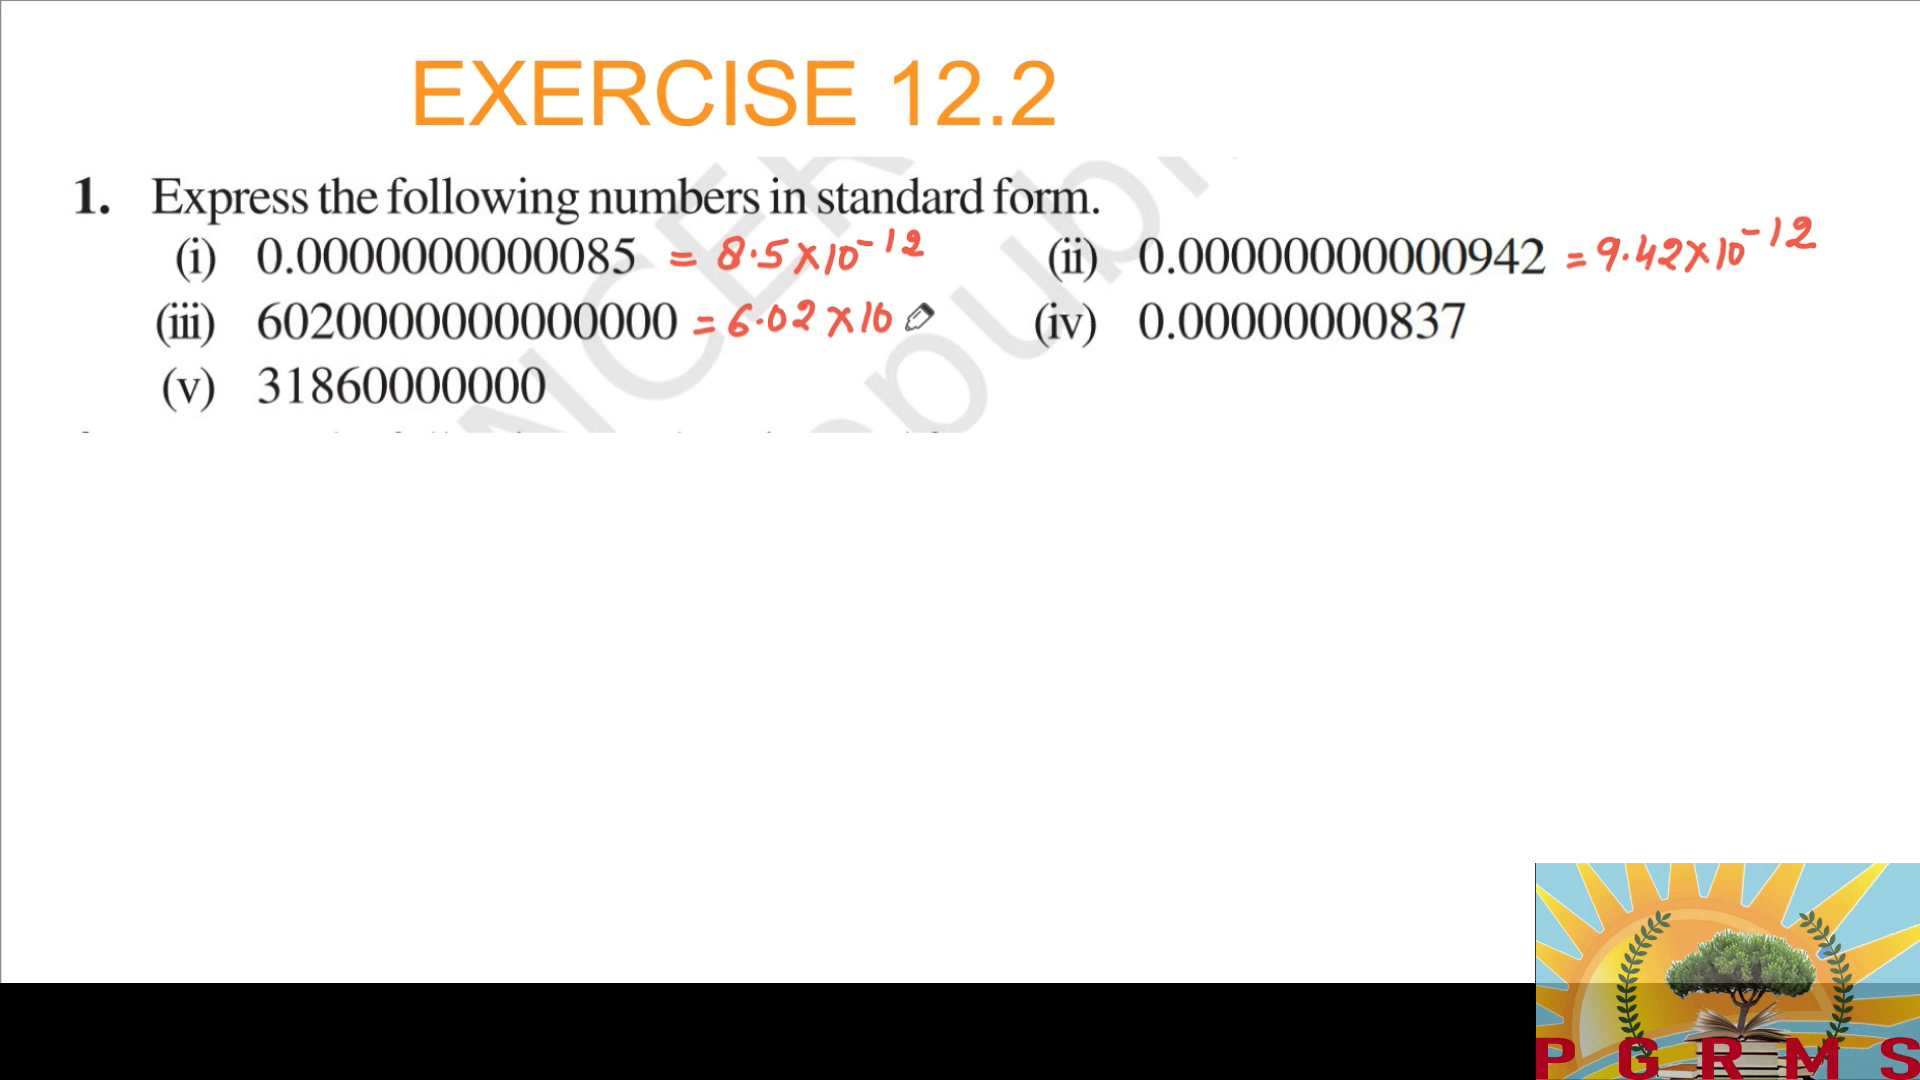 EXERCISE 12.2
1. Express the following numbers in standard form.
(i) 0.0000000000085 = 8.5×10⁻¹² (ii) 0.00000000000942 = 9.42×10⁻¹²
(iii) 6020000000000000 = 6.02×10 (iv) 0.00000000837
(v) 31860000000
P G R M S